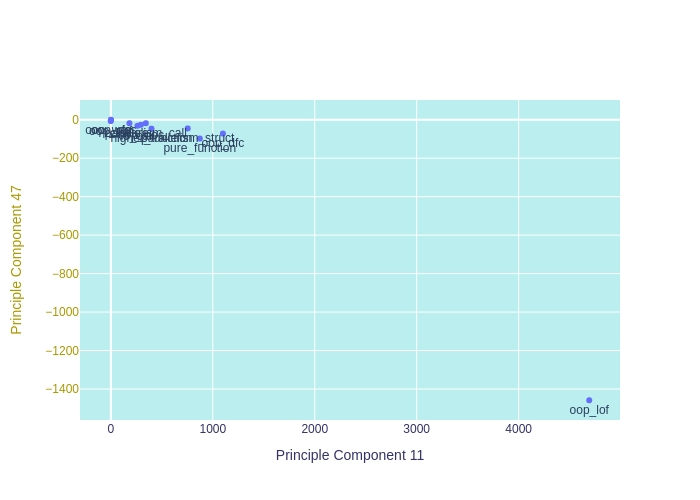 0
−200
−400
−600
−800
−1000
−1200
−1400
Principle Component 47
pure_function
oop_dfc
oop_lof
0
1000
2000
3000
4000
Principle Component 11